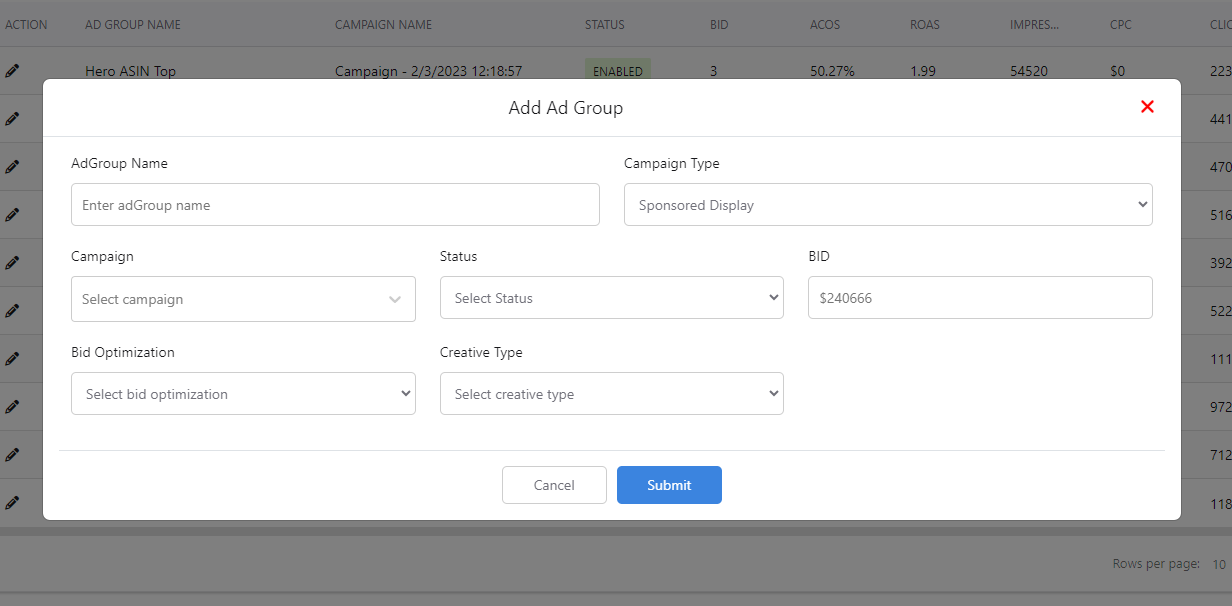 ACTION AD GROUP NAME CAMPAIGN NAME STATUS BID ACOS ROAS IMPRES... CPC CLIC
Hero ASIN Top Campaign - 2/3/2023 12:18:57 ENABLED 3 50.27% 1.99 54520 $0 223
Add Ad Group
441
AdGroup Name Campaign Type
470
Enter adGroup name Sponsored Display
516
Campaign Status BID
392
Select campaign Select Status $240666
522
Bid Optimization Creative Type
111
Select bid optimization Select creative type
972
712
Cancel Submit
118
Rows per page: 10